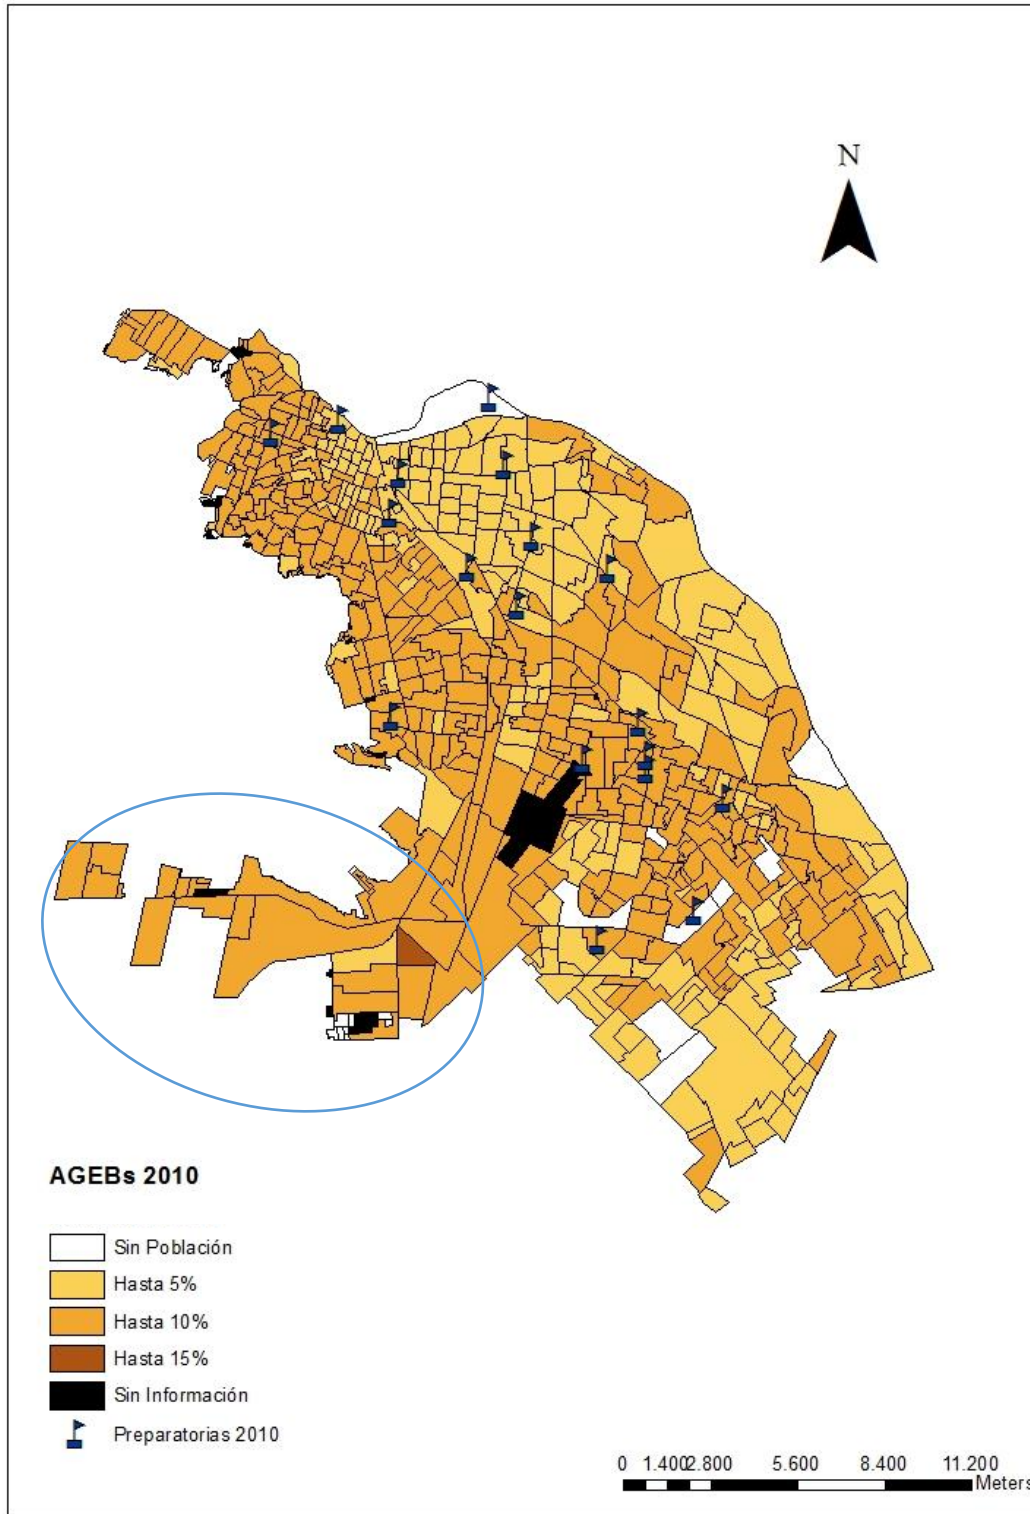 N
AGEBs 2010
Sin Población
Hasta 5%
Hasta 10%
Hasta 15%
Sin Información
Preparatorias 2010
0 1.400 2.800 5.600 8.400 11.200
Meters